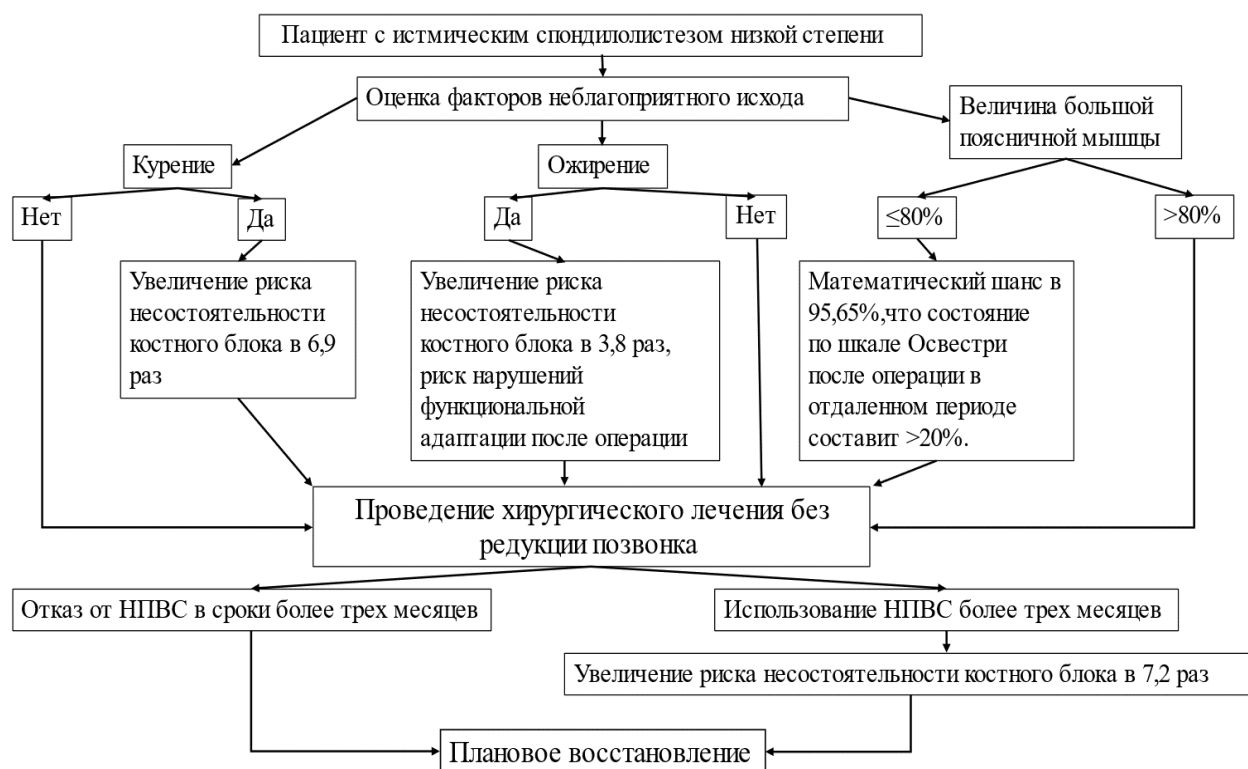 Пациент с истмическим спондилолистезом низкой степени
Оценка факторов неблагоприятного исхода
Величина большой
поясничной мышцы
Курение
Ожирение
Нет
Да
Да
Нет
≤80%
>80%
Увеличение риска
несостоятельности
костного блока в 6,9
раз
Увеличение риска
несостоятельности
костного блока в 3,8 раз,
риск нарушений
функциональной
адаптации после операции
Математический шанс в
95,65%,что состояние
по шкале Освестри
после операции в
отдаленном периоде
составит >20%.
Проведение хирургического лечения без
редукции позвонка
Отказ от НПВС в сроки более трех месяцев
Использование НПВС более трех месяцев
Увеличение риска несостоятельности костного блока в 7,2 раз
Плановое восстановление